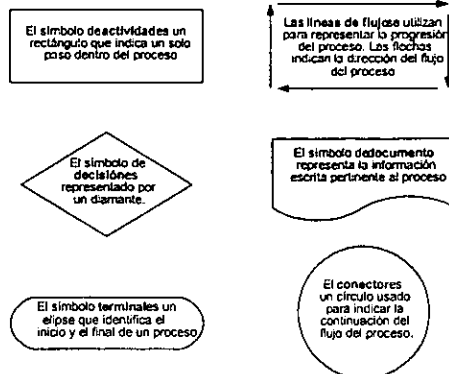 El símbolo deactividades un
rectángulo que indica un solo
paso dentro del proceso
Las líneas de flujose utilizan
para representar la progresión
del proceso. Las flechas
indican la dirección del flujo
del proceso
El símbolo de
decisiónes
representado por
un diamante.
El símbolo dedocumento
representa la información
escrita pertinente al proceso
El símbolo terminales un
elipse que identifica el
inicio y el final de un proceso
El conectores
un círculo usado
para indicar la
continuación del
flujo del proceso.